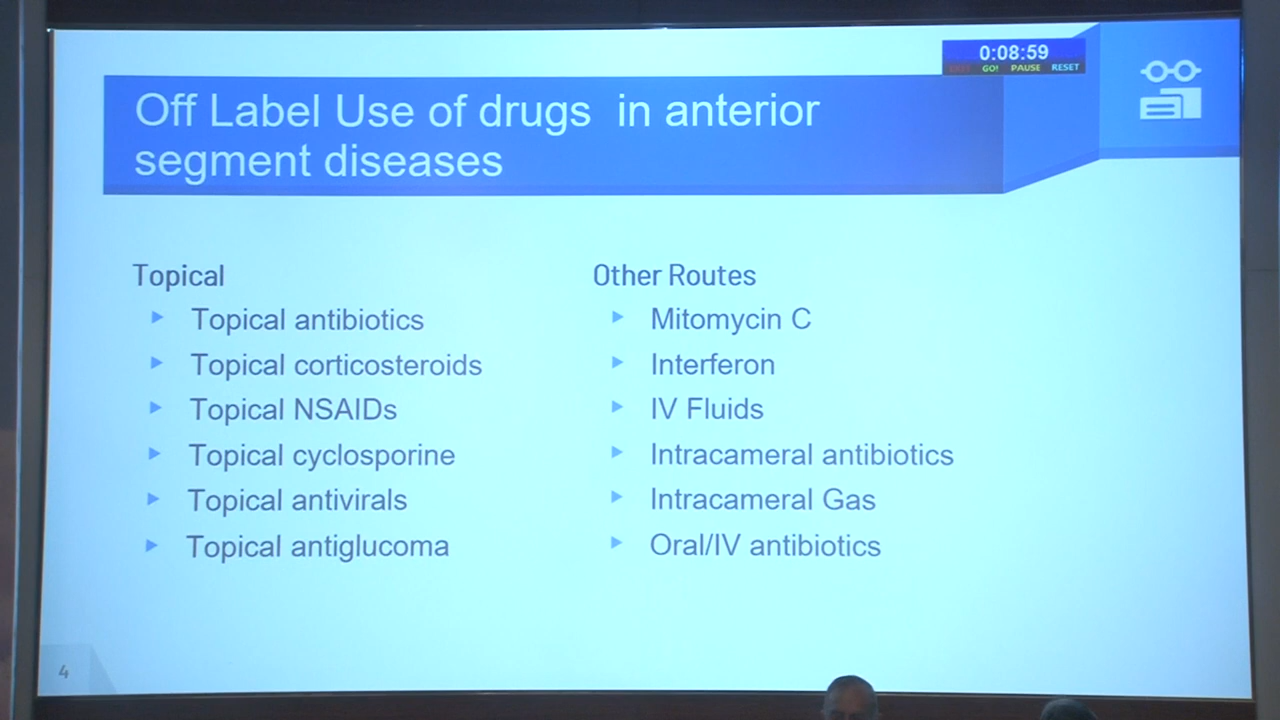 0:08:59
GO! PAUSE RESET
Off Label Use of drugs in anterior
segment diseases
Topical
Topical antibiotics
Topical corticosteroids
Topical NSAIDs
Topical cyclosporine
Topical antivirals
Topical antiglucoma
Other Routes
Mitomycin C
Interferon
IV Fluids
Intracameral antibiotics
Intracameral Gas
Oral/IV antibiotics
4